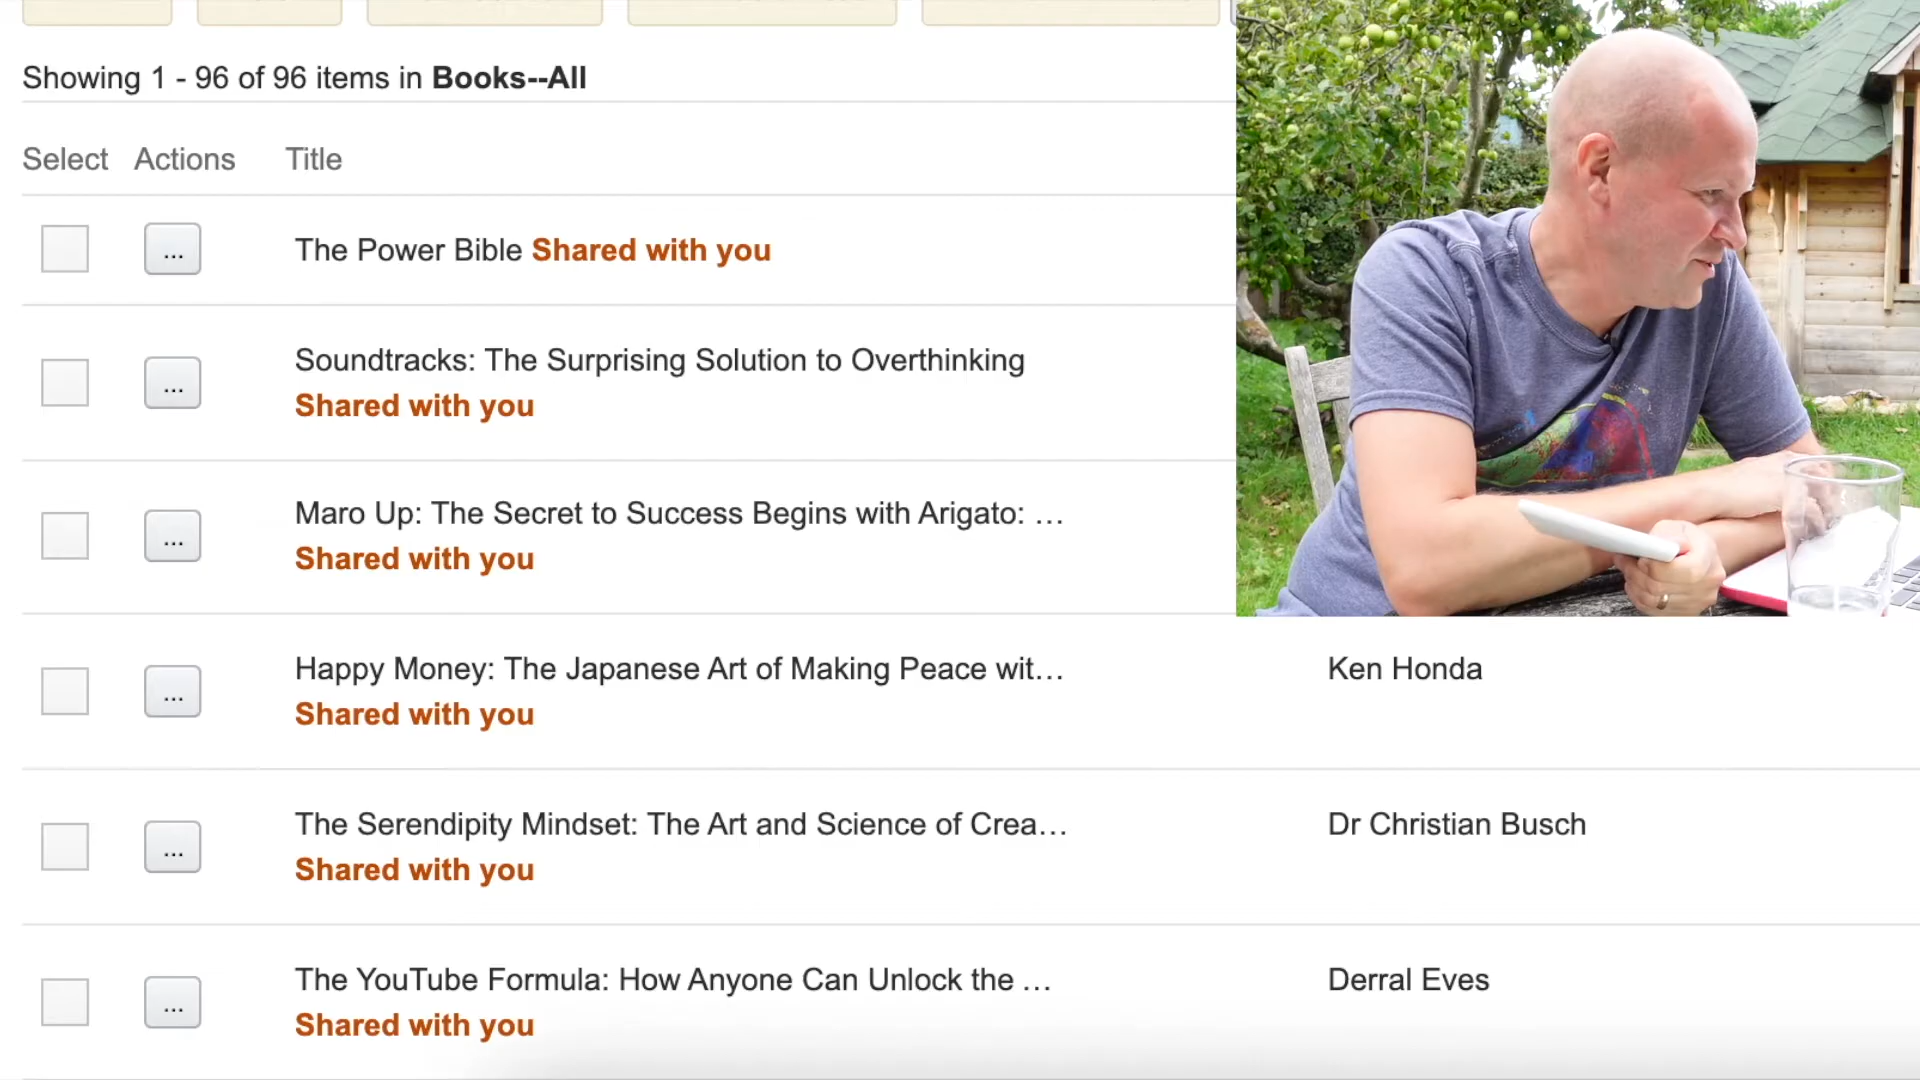 Showing 1 - 96 of 96 items in Books--All
Select Actions Title
... The Power Bible Shared with you
... Soundtracks: The Surprising Solution to Overthinking
Shared with you
... Maro Up: The Secret to Success Begins with Arigato: ...
Shared with you
... Happy Money: The Japanese Art of Making Peace wit... Ken Honda
Shared with you
... The Serendipity Mindset: The Art and Science of Crea... Dr Christian Busch
Shared with you
... The YouTube Formula: How Anyone Can Unlock the ... Derral Eves
Shared with you